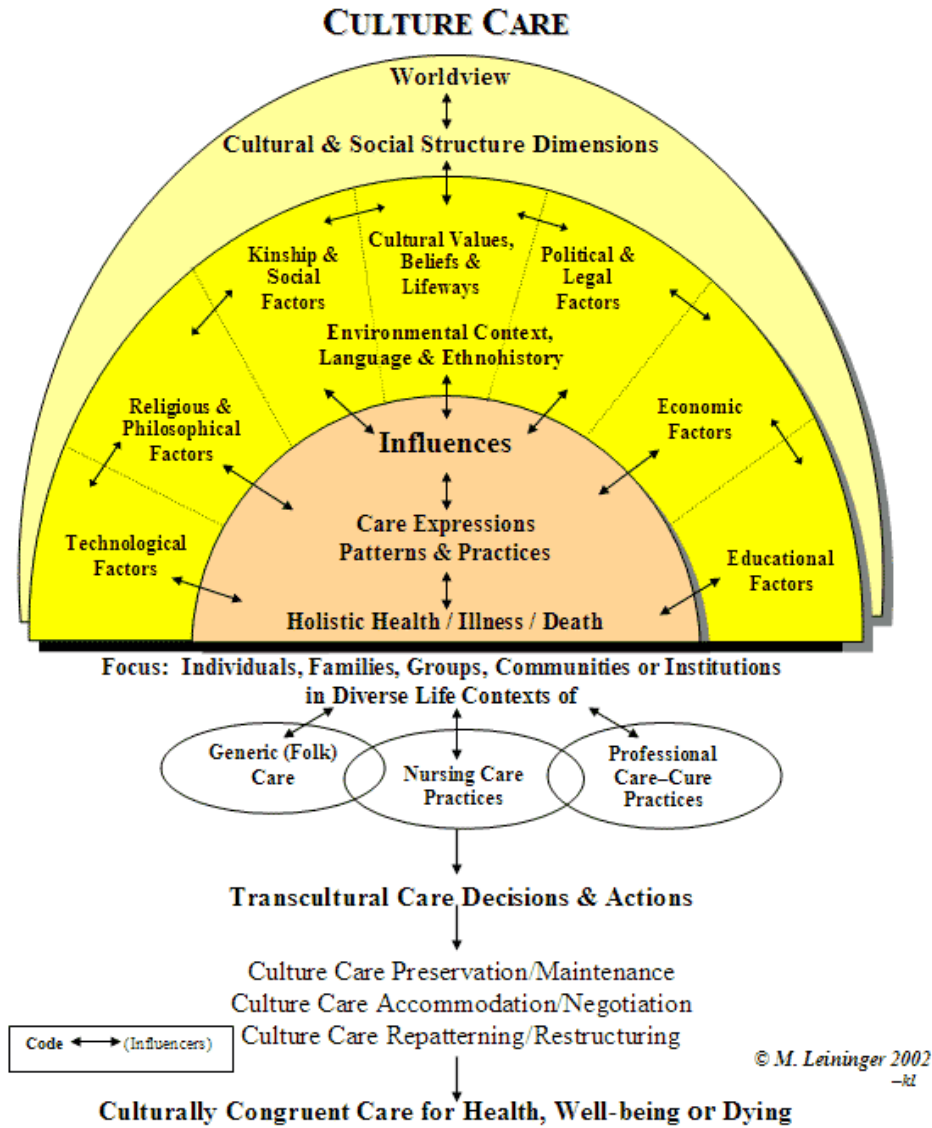 CULTURE CARE
Worldview
Cultural & Social Structure Dimensions
Kinship &
Social
Factors
Cultural Values,
Beliefs &
Lifeways
Political &
Legal
Factors
Environmental Context,
Language & Ethnohistory
Religious &
Philosophical
Factors
Economic
Factors
Technological
Factors
Educational
Factors
Influences
Care Expressions
Patterns & Practices
Holistic Health / Illness / Death
Focus: Individuals, Families, Groups, Communities or Institutions
in Diverse Life Contexts of
Generic (Folk)
Care
Nursing Care
Practices
Professional
Care–Cure
Practices
Transcultural Care Decisions & Actions
Culture Care Preservation/Maintenance
Culture Care Accommodation/Negotiation
Culture Care Repatterning/Restructuring
Code (Influencers)
© M. Leininger 2002
–kl
Culturally Congruent Care for Health, Well-being or Dying